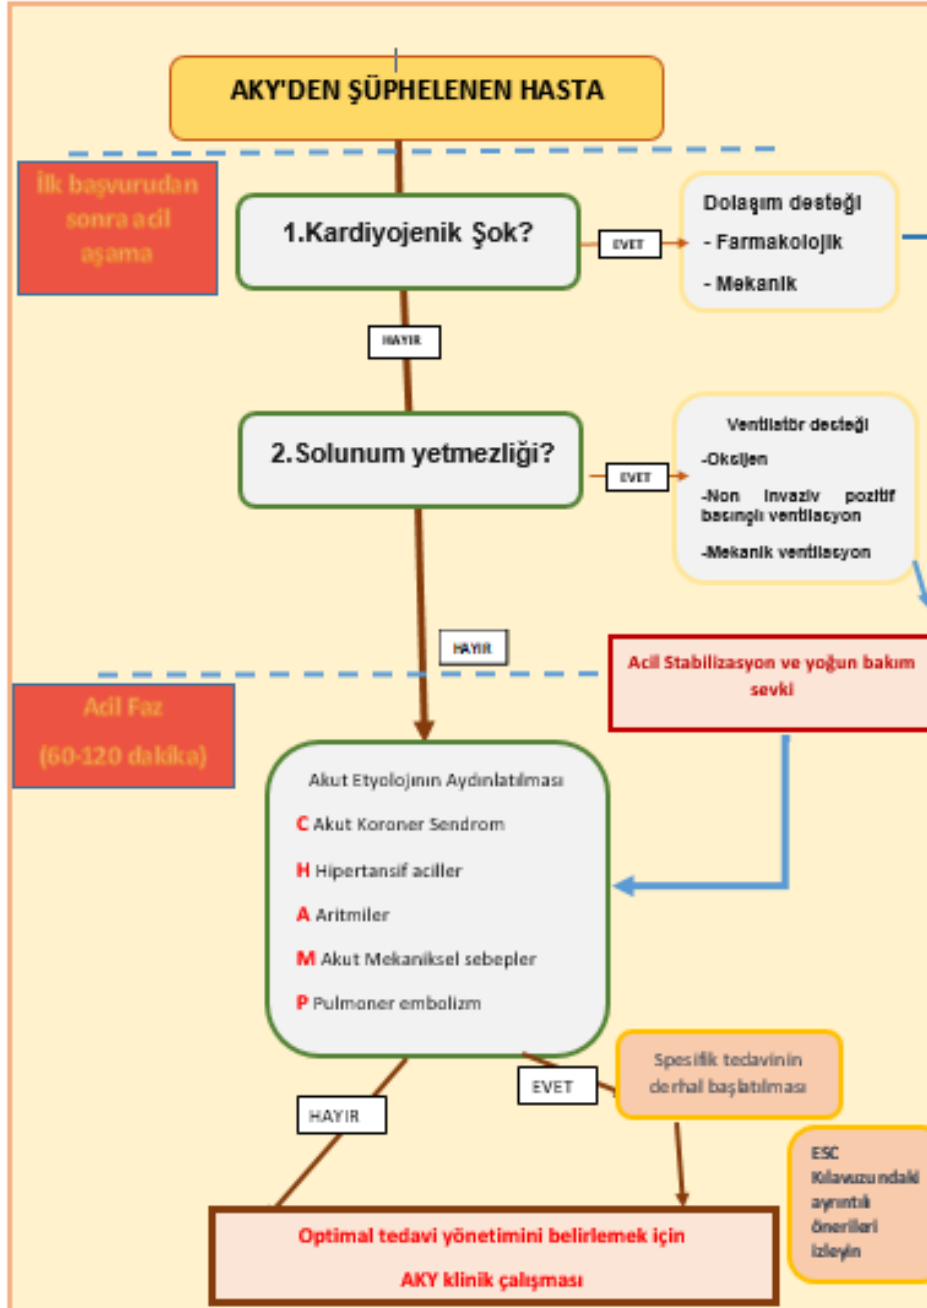 AKY'DEN ŞÜPHELENEN HASTA
İlk başvurudan
sonra acil
aşama
1.Kardiyojenik Şok?
EVET
Dolaşım desteği
- Farmakolojik
- Mekanik
HAYIR
2.Solunum yetmezliği?
EVET
Ventilatör desteği
-Oksijen
-Non invaziv pozitif
basınçlı ventilasyon
-Mekanik ventilasyon
HAYIR
Acil Stabilizasyon ve yoğun bakım
sevki
Acil Faz
(60-120 dakika)
Akut Etyolojinin Aydınlatılması
C Akut Koroner Sendrom
H Hipertansif aciller
A Aritmiler
M Akut Mekaniksel sebepler
P Pulmoner embolizm
HAYIR
EVET
Spesifik tedavinin
derhal başlatılması
ESC
Kılavuzundaki
ayrıntılı
önerileri
izleyin
Optimal tedavi yönetimini belirlemek için
AKY klinik çalışması